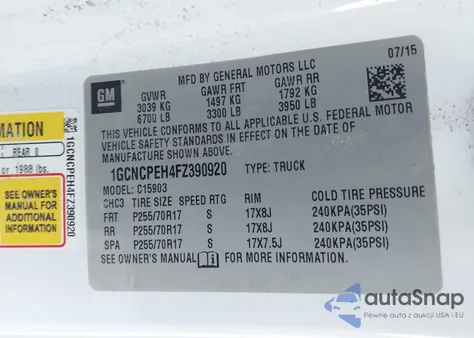 07/15
MFD BY GENERAL MOTORS LLC
GM
GVWR GAWR FRT GAWR RR
3039 KG 1497 KG 1792 KG
6700 LB 3300 LB 3950 LB
THIS VEHICLE CONFORMS TO ALL APPLICABLE U.S. FEDERAL MOTOR
VEHICLE SAFETY STANDARDS IN EFFECT ON THE DATE OF
MANUFACTURE SHOWN ABOVE.
1GCNCPEH4FZ390920 TYPE: TRUCK
MODEL: C15903
CHC3 TIRE SIZE SPEED RTG RIM COLD TIRE PRESSURE
FRT P255/70R17 S 17X8J 240KPA(35PSI)
RR P255/70R17 S 17X8J 240KPA(35PSI)
SPA P255/70R17 S 17X7.5J 240KPA(35PSI)
SEE OWNER'S MANUAL FOR MORE INFORMATION.
MATION
REAR 0
or 1988 lbs.
SEE OWNER'S
MANUAL FOR
ADDITIONAL
INFORMATION
1GCNCPEH4FZ390920
autoSnap
Pewne auta z aukcji USA i EU